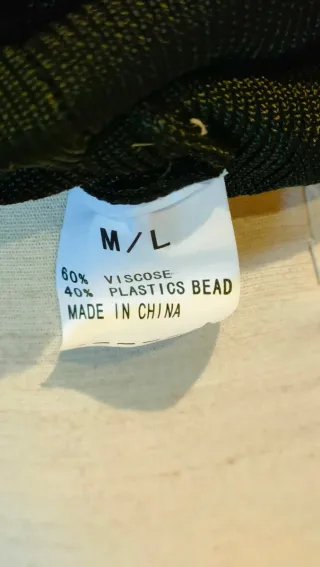 M/L
60% VISCOSE
40% PLASTICS BEAD
MADE IN CHINA